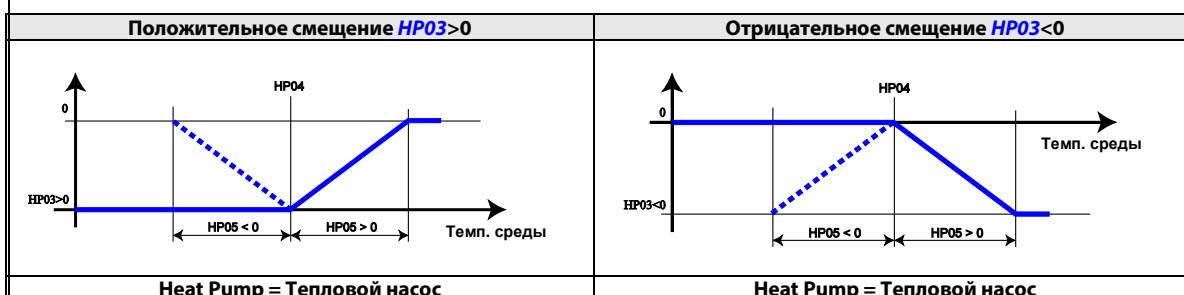 Положительное смещение HP03>0
Отрицательное смещение HP03<0
HP04
0
HP03>0
HP05 < 0
HP05 > 0
Темп. среды
HP04
0
Темп. среды
HP03<0
HP05 < 0
HP05 > 0
Heat Pump = Тепловой насос
Heat Pump = Тепловой насос